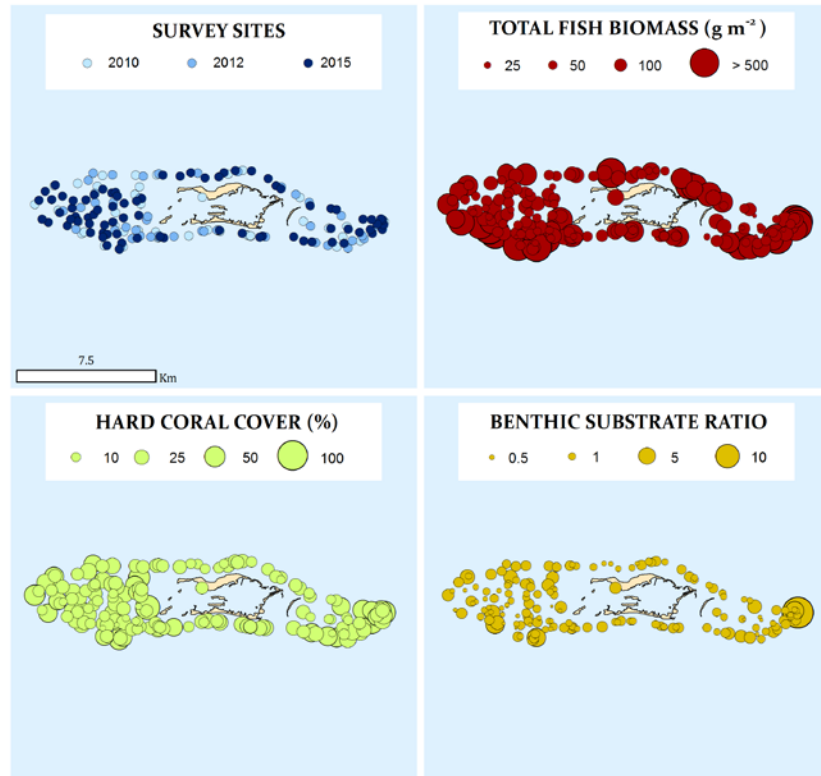 SURVEY SITES
2010 2012 2015
7.5
Km
TOTAL FISH BIOMASS (g m⁻²)
25 50 100 > 500
HARD CORAL COVER (%)
10 25 50 100
BENTHIC SUBSTRATE RATIO
0.5 1 5 10